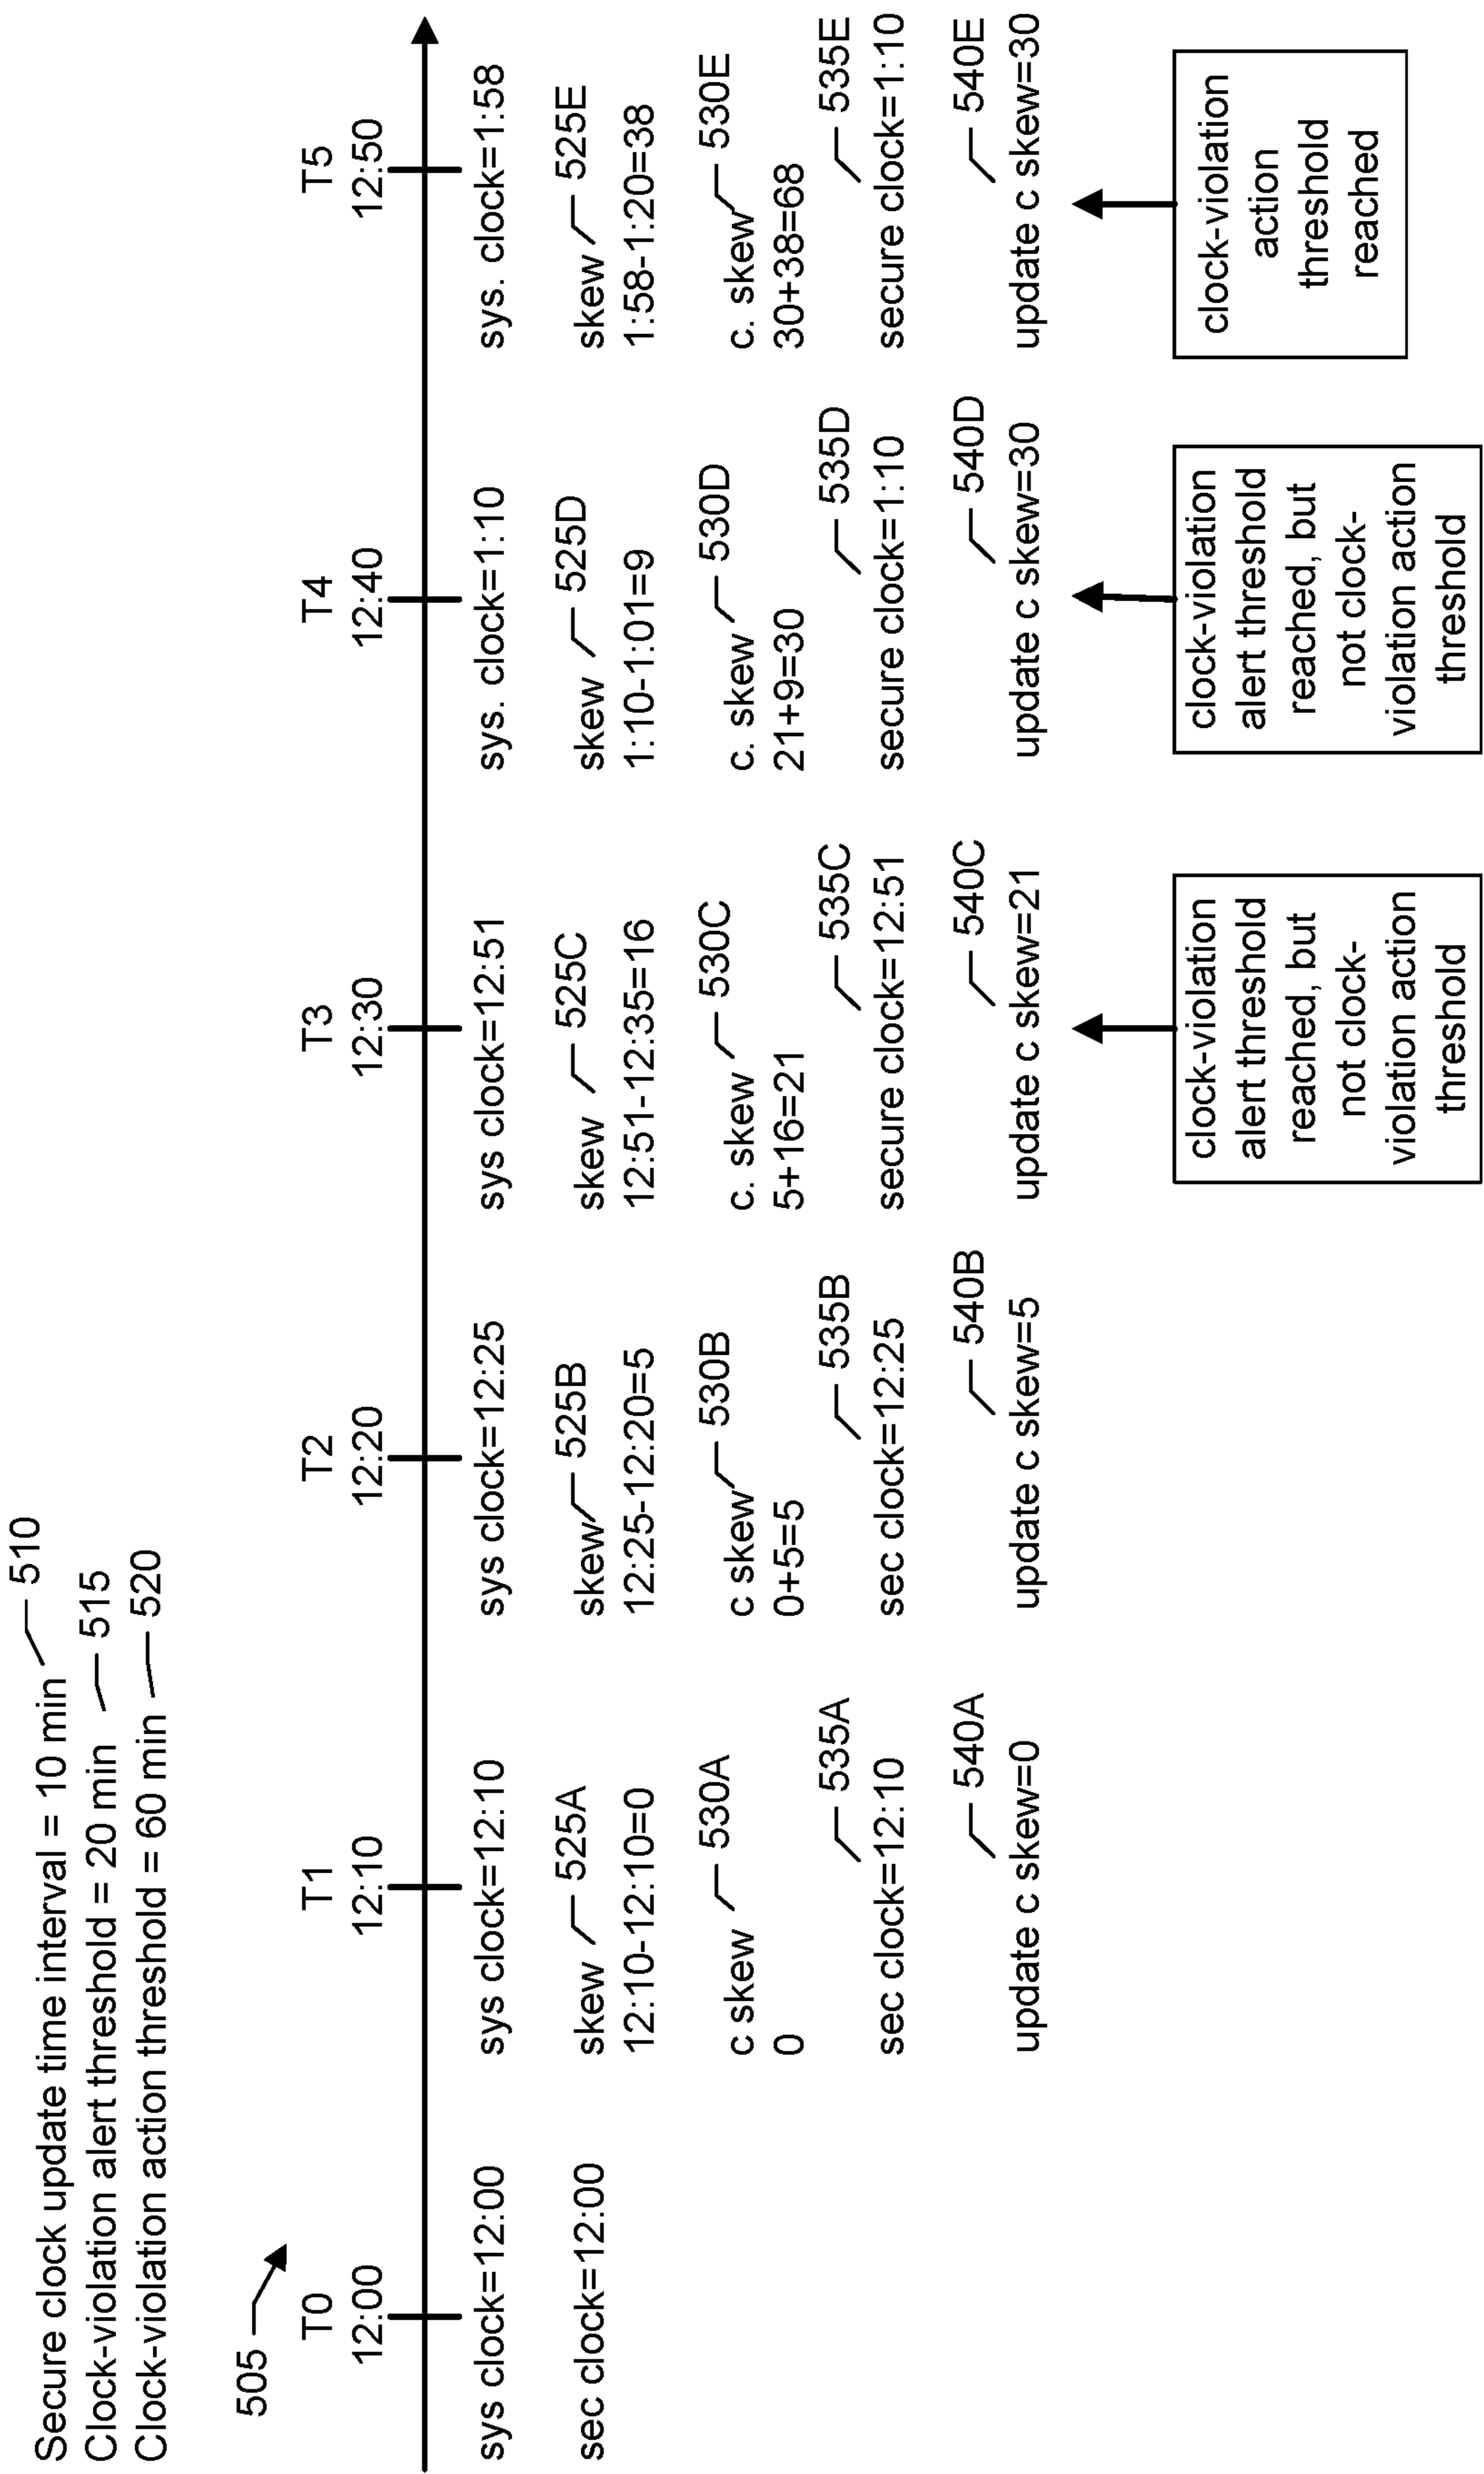 Secure clock update time interval = 10 min 510
Clock-violation alert threshold = 20 min 515
Clock-violation action threshold = 60 min 520
505
T0
12:00
sys clock=12:00
sec clock=12:00
T1
12:10
sys clock=12:10
skew 525A
12:10-12:10=0
c skew 530A
0
535A
sec clock=12:10
540A
update c skew=0
T2
12:20
sys clock=12:25
skew 525B
12:25-12:20=5
c skew 530B
0+5=5
535B
sec clock=12:25
540B
update c skew=5
T3
12:30
sys clock=12:51
skew 525C
12:51-12:35=16
c. skew 530C
5+16=21
535C
secure clock=12:51
540C
update c skew=21
clock-violation
alert threshold
reached, but
not clock-
violation action
threshold
T4
12:40
sys. clock=1:10
skew 525D
1:10-1:01=9
c. skew 530D
21+9=30
535D
secure clock=1:10
540D
update c skew=30
clock-violation
alert threshold
reached, but
not clock-
violation action
threshold
T5
12:50
sys. clock=1:58
skew 525E
1:58-1:20=38
c. skew 530E
30+38=68
535E
secure clock=1:10
540E
update c skew=30
clock-violation
action
threshold
reached